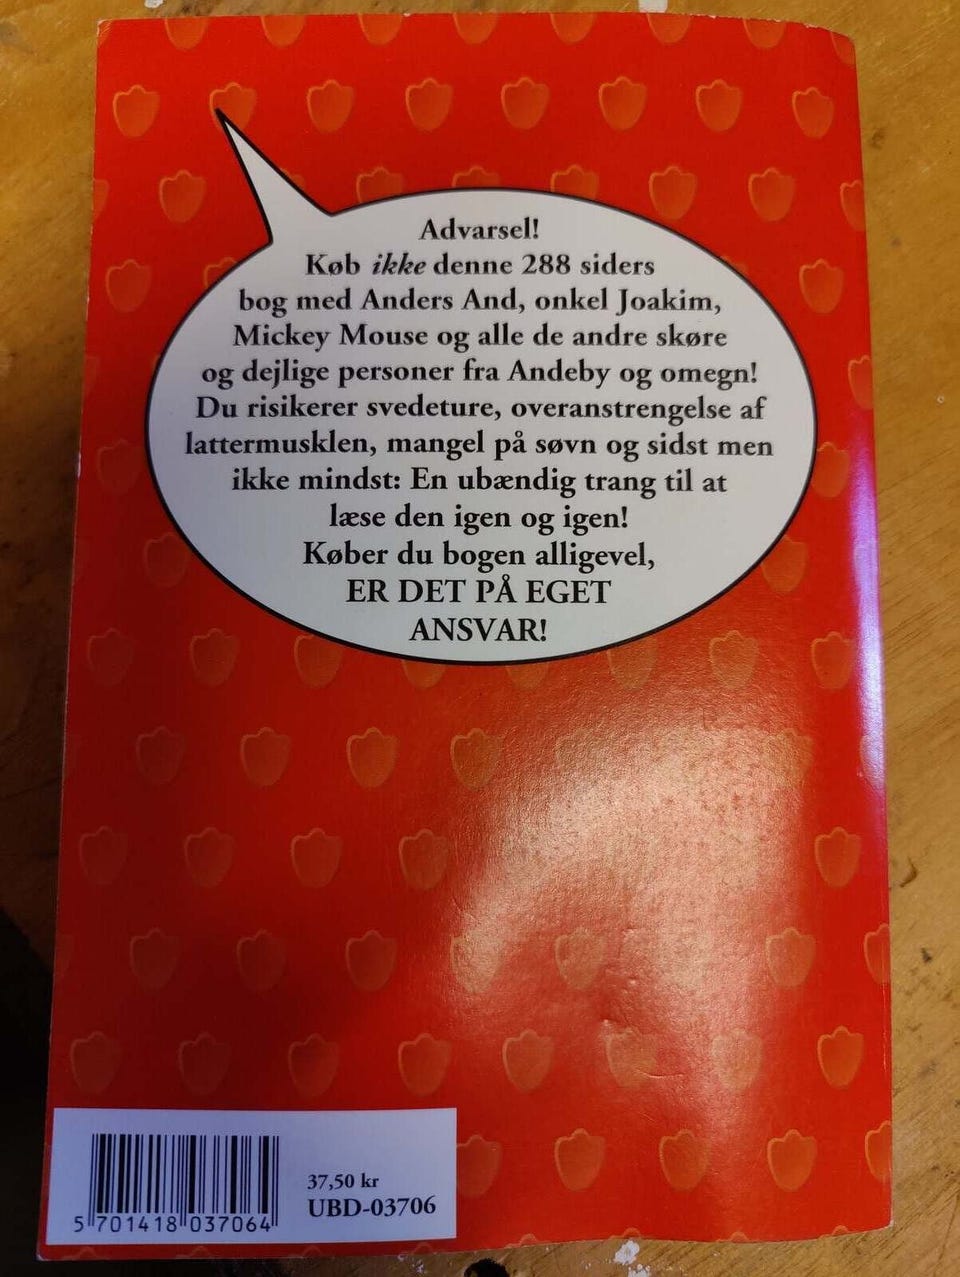 Advarsel!
Køb ikke denne 288 siders
bog med Anders And, onkel Joakim,
Mickey Mouse og alle de andre skøre
og dejlige personer fra Andeby og omegn!
Du risikerer svedeture, overanstrengelse af
lattermusklen, mangel på søvn og sidst men
ikke mindst: En ubændig trang til at
læse den igen og igen!
Køber du bogen alligevel,
ER DET PÅ EGET
ANSVAR!
37,50 kr
UBD-03706
5 701418 037064